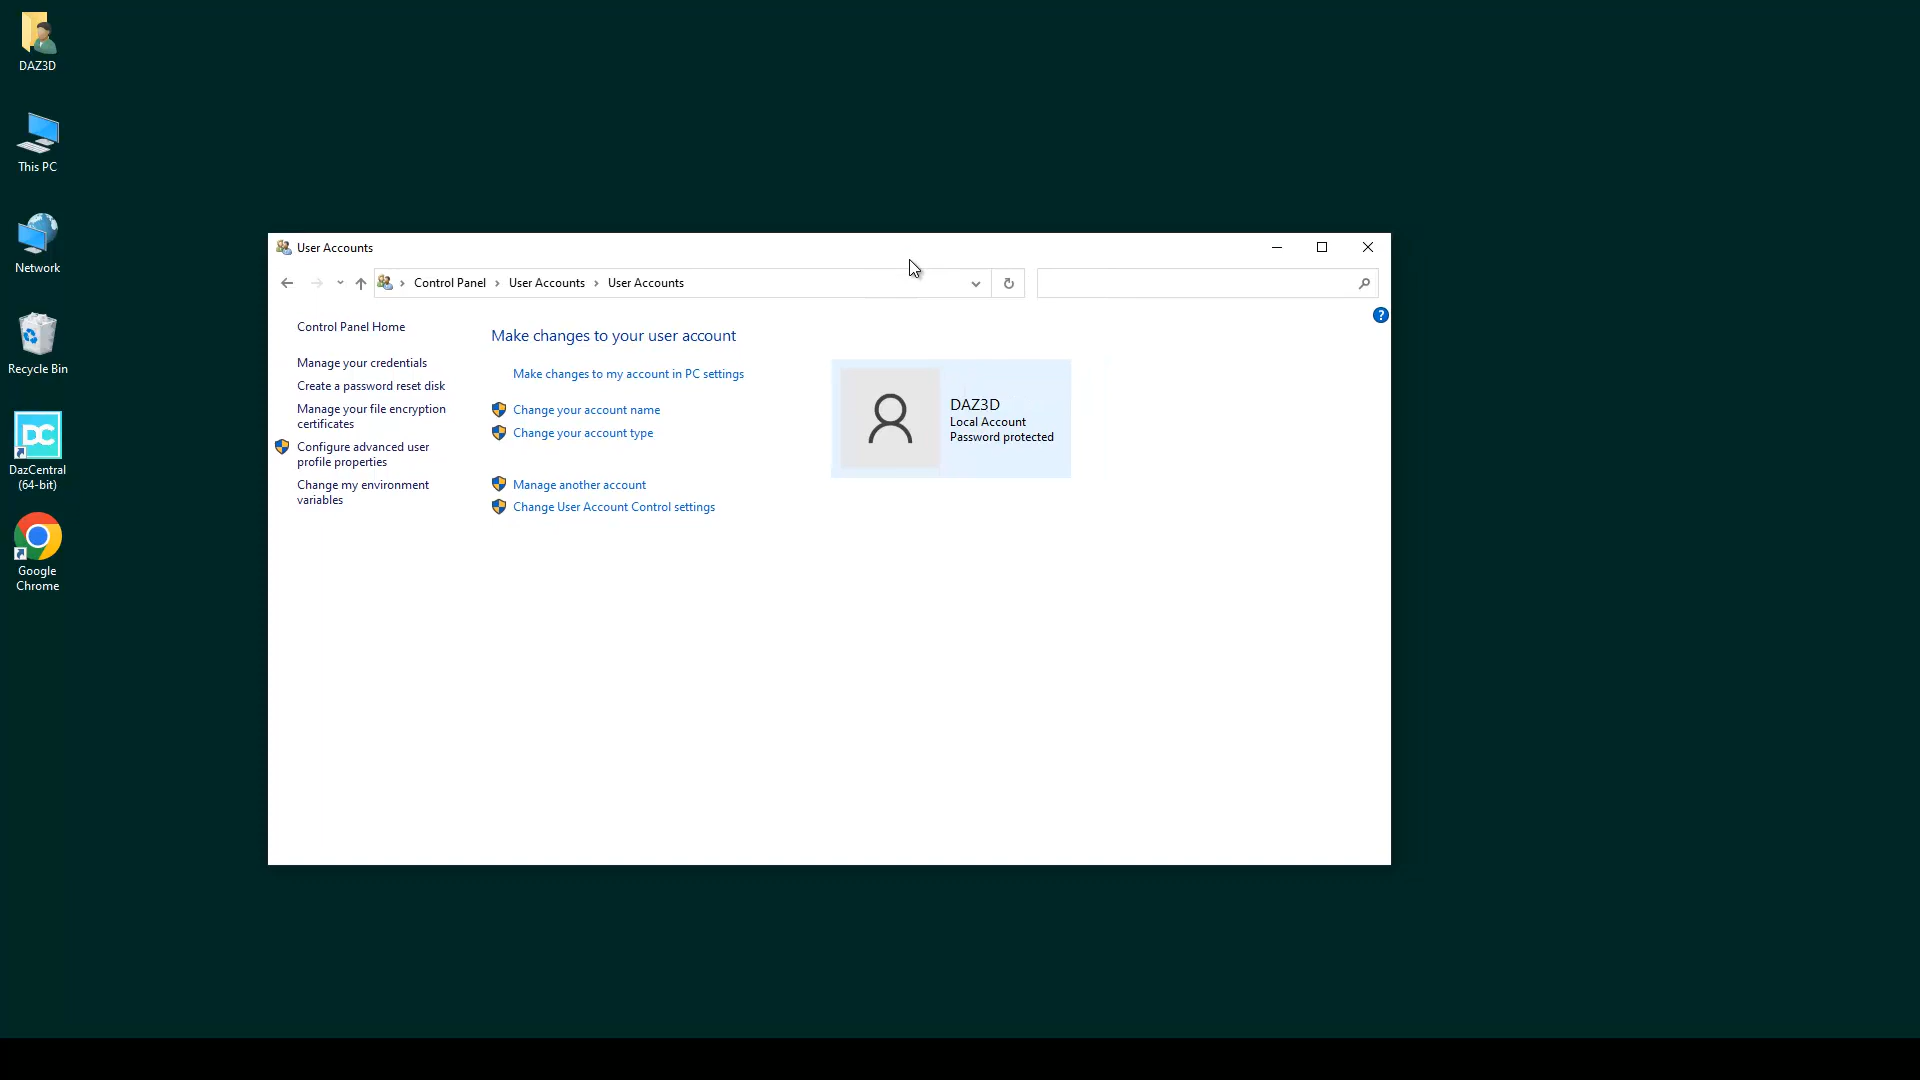 DAZ3D
This PC
Network
Recycle Bin
DC
DazCentral
(64-bit)
Google
Chrome
User Accounts
Control Panel
User Accounts
User Accounts
?
Control Panel Home
Manage your credentials
Create a password reset disk
Manage your file encryption
certificates
Configure advanced user
profile properties
Change my environment
variables
Make changes to your user account
Make changes to my account in PC settings
Change your account name
Change your account type
Manage another account
Change User Account Control settings
DAZ3D
Local Account
Password protected